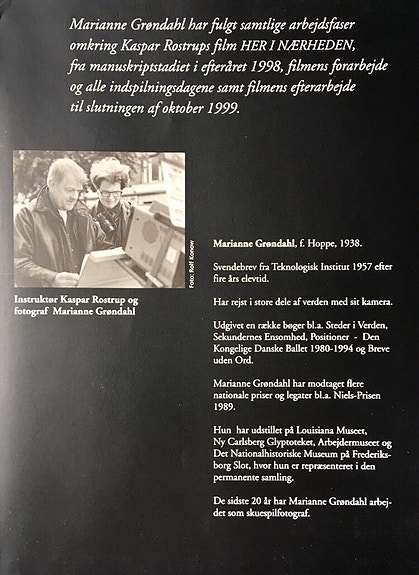 Marianne Grøndahl har fulgt samtlige arbejdsfaser
omkring Kaspar Rostrups film HER I NÆRHEDEN,
fra manuskriptstadiet i efteråret 1998, filmens forarbejde
og alle indspilningsdagene samt filmens efterarbejde
til slutningen af oktober 1999.
Foto: Rolf Konow
Instruktør Kaspar Rostrup og
fotograf Marianne Grøndahl
Marianne Grøndahl, f. Hoppe, 1938.
Svendebrev fra Teknologisk Institut 1957 efter
fire års elevtid.
Har rejst i store dele af verden med sit kamera.
Udgivet en række bøger bl.a. Steder i Verden,
Sekundernes Ensomhed, Positioner - Den
Kongelige Danske Ballet 1980-1994 og Breve
uden Ord.
Marianne Grøndahl har modtaget flere
nationale priser og legater bl.a. Niels-Prisen
1989.
Hun har udstillet på Louisiana Museet,
Ny Carlsberg Glyptoteket, Arbejdermuseet og
Det Nationalhistoriske Museum på Frederiks-
borg Slot, hvor hun er repræsenteret i den
permanente samling.
De sidste 20 år har Marianne Grøndahl arbej-
det som skuespilfotograf.